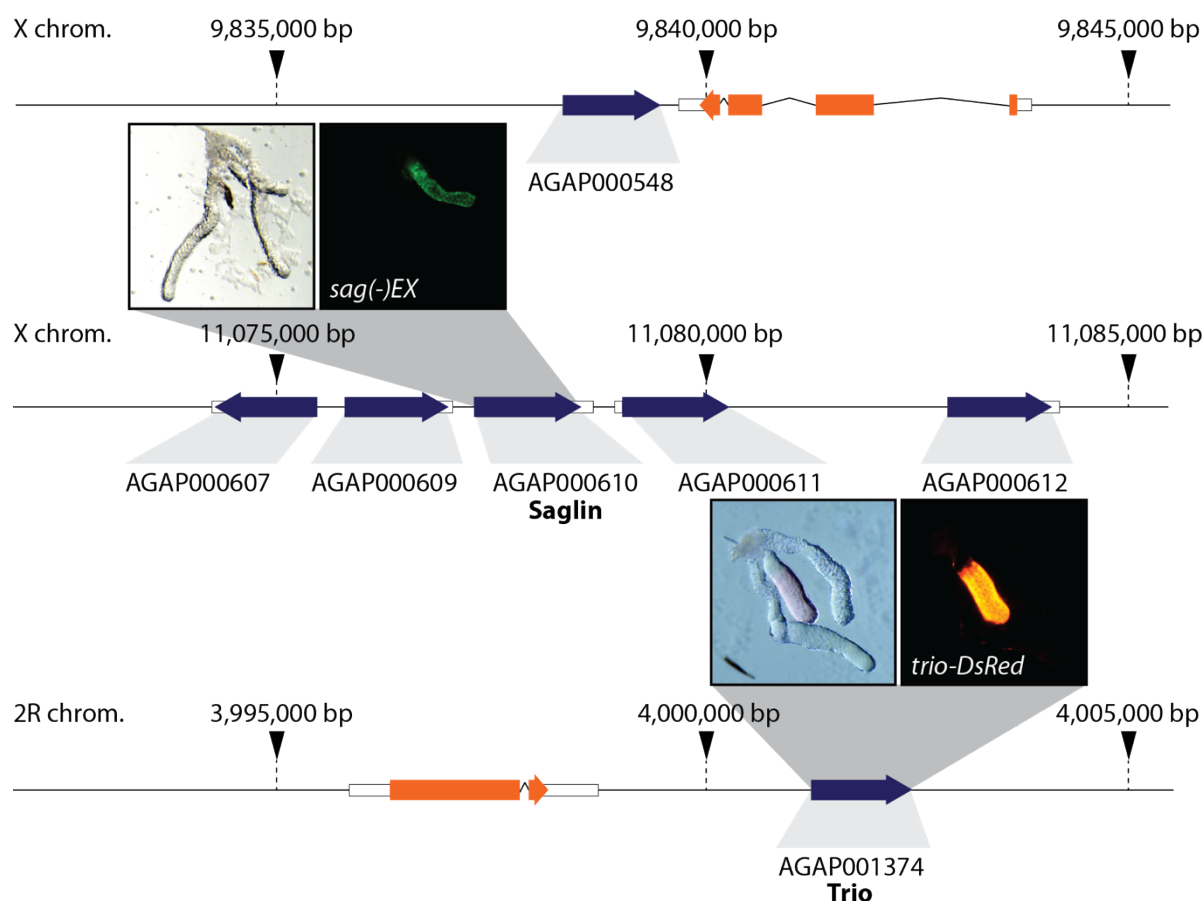 X chrom. 9,835,000 bp 9,840,000 bp 9,845,000 bp
AGAP000548
sag(-)EX
X chrom. 11,075,000 bp 11,080,000 bp 11,085,000 bp
AGAP000607 AGAP000609 AGAP000610 AGAP000611 AGAP000612
Saglin
trio-DsRed
2R chrom. 3,995,000 bp 4,000,000 bp 4,005,000 bp
AGAP001374
Trio